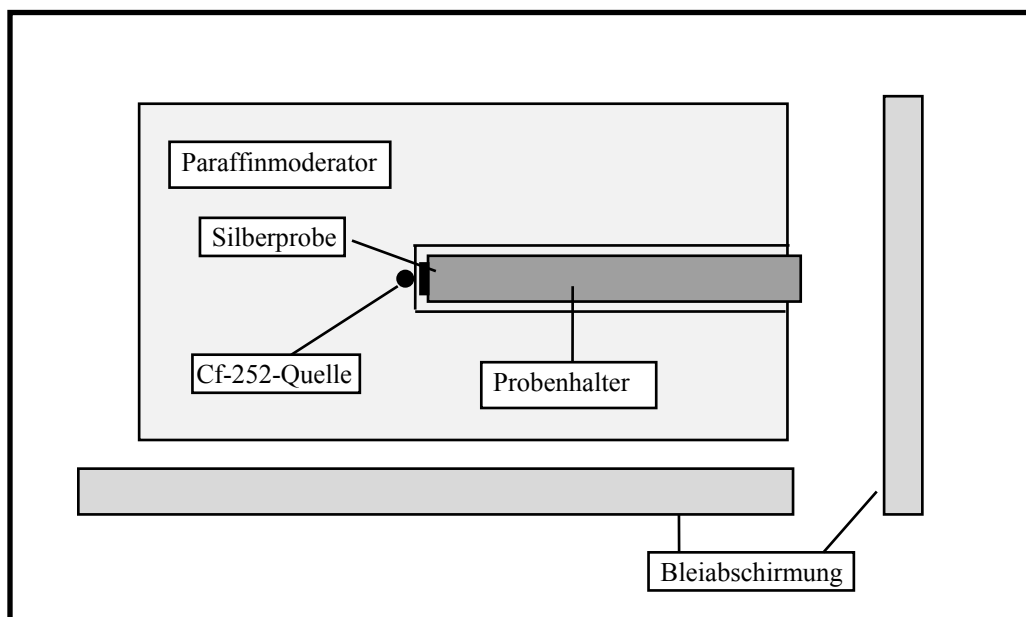 Paraffinmoderator
Silberprobe
Cf-252-Quelle
Probenhalter
Bleiabschirmung